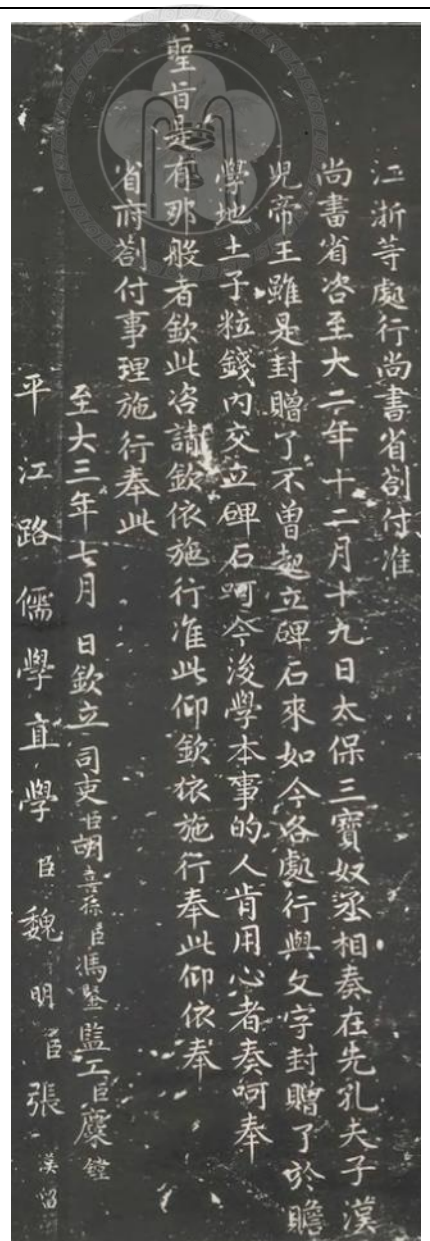 江浙等處行尚書省劄付准
尚書省咨至大二年十二月十九日太保三寶奴丞相奏在先孔夫子漢
兒帝王雖是封贈了不曾起立碑石來如今各處行與文字封贈了於贍
學地土子粒錢內交立碑石呵今後學本事的人肯用心者奏呵奉
聖旨是有那般者欽此咨請欽依施行准此仰欽依施行奉此仰依奉
省府劄付事理施行奉此
至大三年七月 日欽立 司吏 臣 胡喜孫 臣 馮 監工 臣 麋 鏜
平江路儒學直學 臣 魏明 臣 張